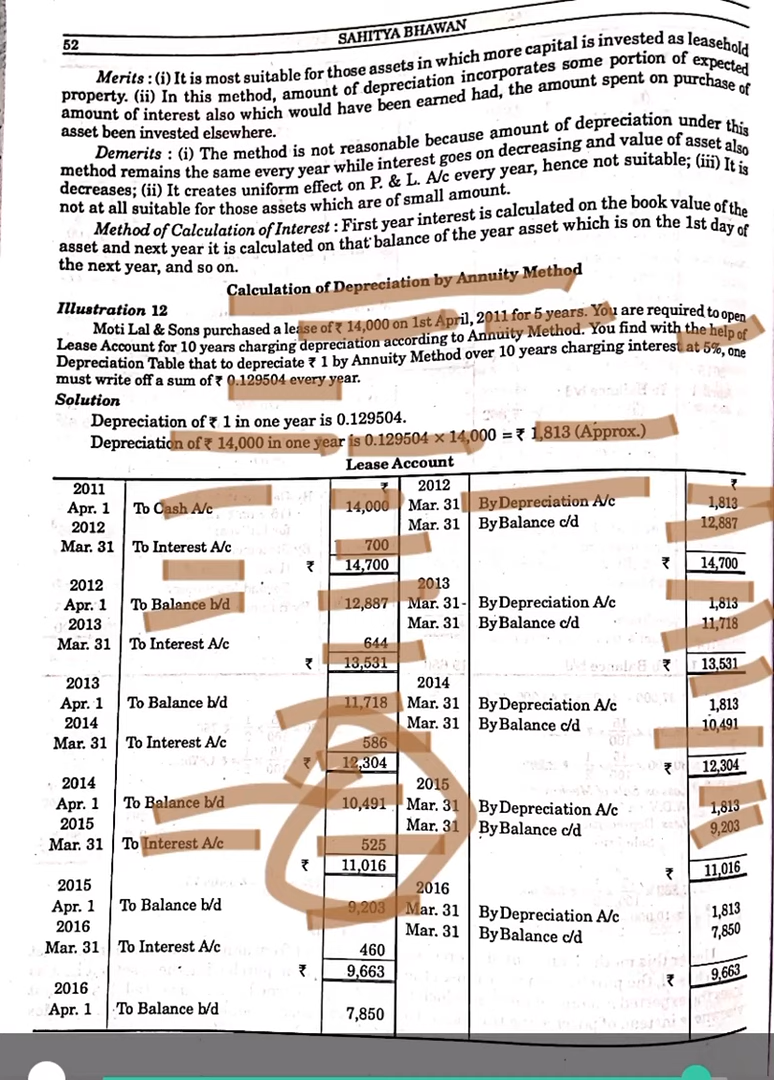 52
SAHITYA BHAWAN
Merits : (i) It is most suitable for those assets in which more capital is invested as leasehold
property. (ii) In this method, amount of depreciation incorporates some portion of expected
amount of interest also which would have been earned had, the amount spent on purchase of
asset been invested elsewhere.
Demerits : (i) The method is not reasonable because amount of depreciation under this
method remains the same every year while interest goes on decreasing and value of asset also
decreases; (ii) It creates uniform effect on P. & L. A/c every year, hence not suitable; (iii) It is
not at all suitable for those assets which are of small amount.
Method of Calculation of Interest : First year interest is calculated on the book value of the
asset and next year it is calculated on that balance of the year asset which is on the 1st day of
the next year, and so on.
Calculation of Depreciation by Annuity Method
Illustration 12
Moti Lal & Sons purchased a lease of ₹ 14,000 on 1st April, 2011 for 5 years. You are required to open
Lease Account for 10 years charging depreciation according to Annuity Method. You find with the help of
Depreciation Table that to depreciate ₹ 1 by Annuity Method over 10 years charging interest at 5%, one
must write off a sum of ₹ 0.129504 every year.
Solution
Depreciation of ₹ 1 in one year is 0.129504.
Depreciation of ₹ 14,000 in one year is 0.129504 × 14,000 = ₹ 1,813 (Approx.)
Lease Account
2011 ₹ 2012 ₹
Apr. 1 To Cash A/c 14,000 Mar. 31 By Depreciation A/c 1,813
2012 Mar. 31 By Balance c/d 12,887
Mar. 31 To Interest A/c 700
₹ 14,700 ₹ 14,700
2012 2013
Apr. 1 To Balance b/d 12,887 Mar. 31- By Depreciation A/c 1,813
2013 Mar. 31 By Balance c/d 11,718
Mar. 31 To Interest A/c 644
₹ 13,531 ₹ 13,531
2013 2014
Apr. 1 To Balance b/d 11,718 Mar. 31 By Depreciation A/c 1,813
2014 Mar. 31 By Balance c/d 10,491
Mar. 31 To Interest A/c 586
₹ 12,304 ₹ 12,304
2014 2015
Apr. 1 To Balance b/d 10,491 Mar. 31 By Depreciation A/c 1,813
2015 Mar. 31 By Balance c/d 9,203
Mar. 31 To Interest A/c 525
₹ 11,016 ₹ 11,016
2015 2016
Apr. 1 To Balance b/d 9,203 Mar. 31 By Depreciation A/c 1,813
2016 Mar. 31 By Balance c/d 7,850
Mar. 31 To Interest A/c 460
₹ 9,663 ₹ 9,663
2016
Apr. 1 To Balance b/d 7,850